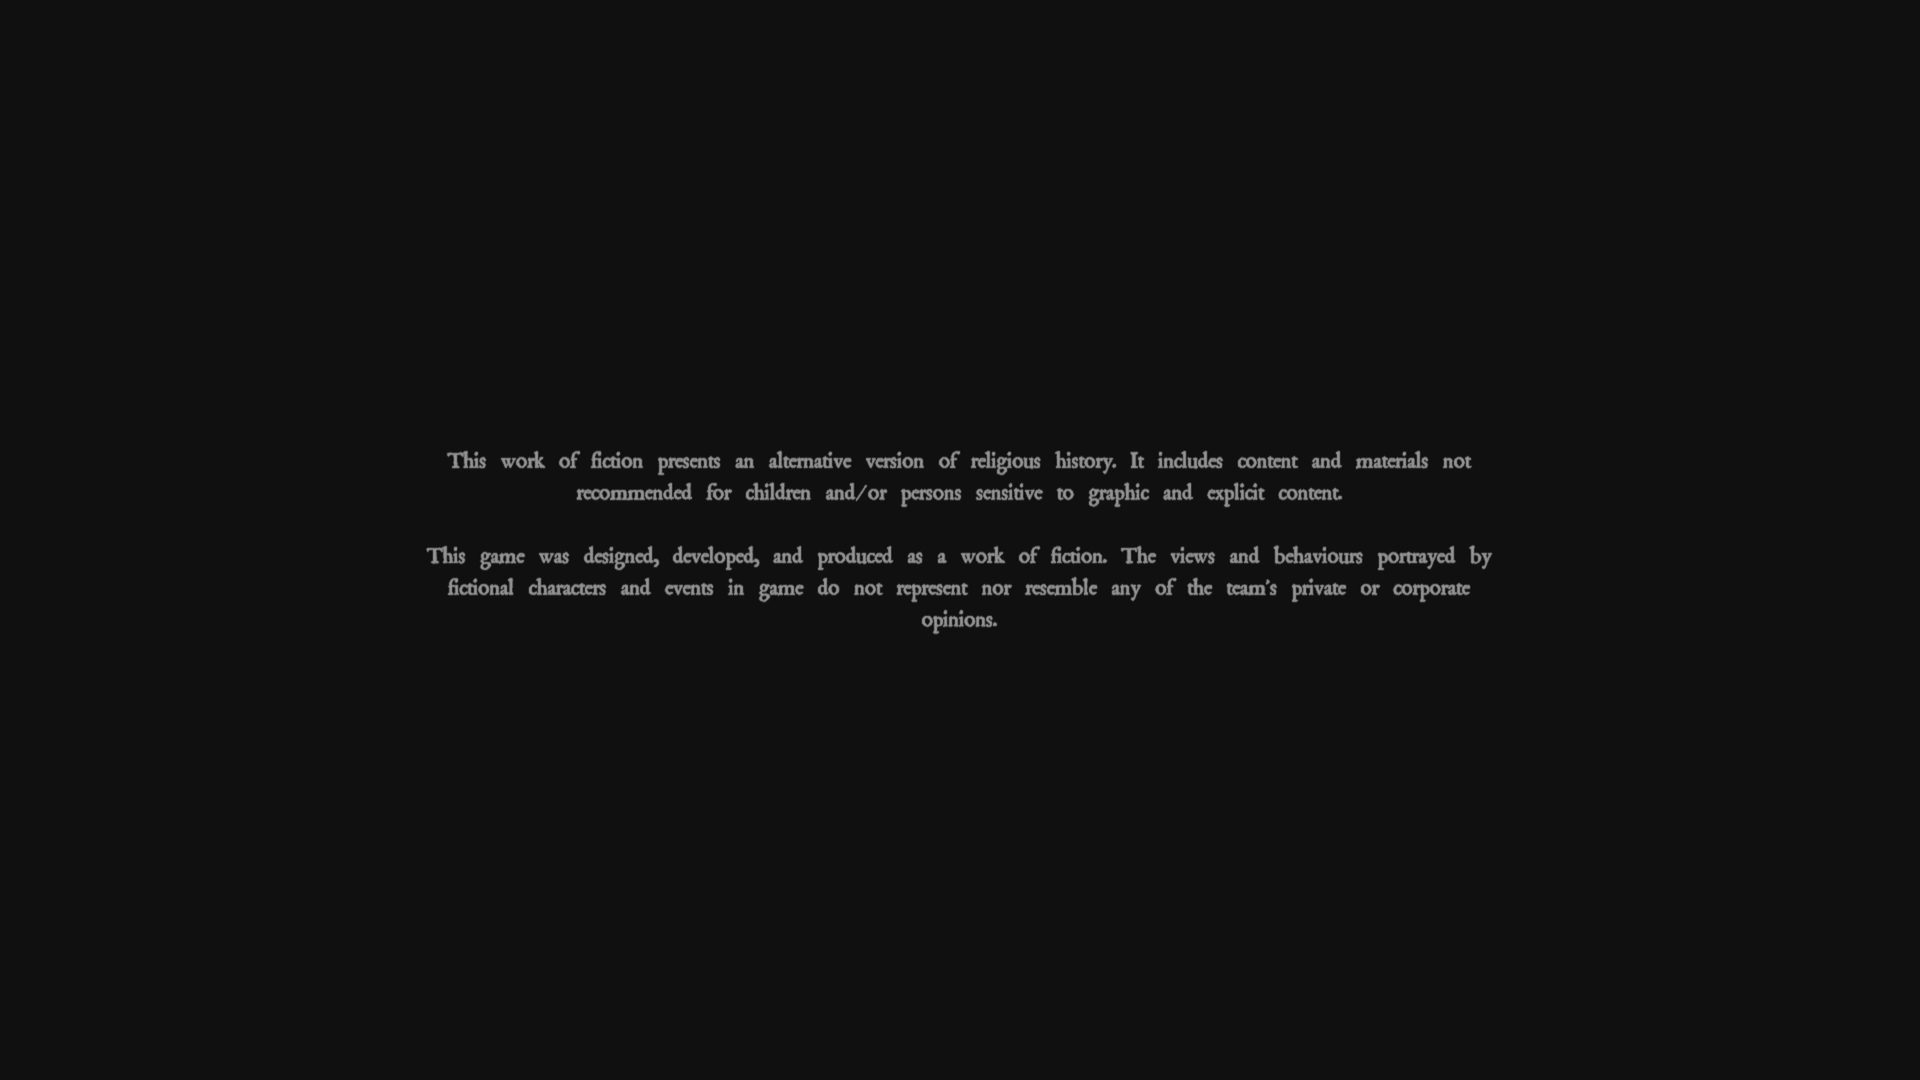 This work of fiction presents an alternative version of religious history. It includes content and materials not
recommended for children and/or persons sensitive to graphic and explicit content.
This game was designed, developed, and produced as a work of fiction. The views and behaviours portrayed by
fictional characters and events in game do not represent nor resemble any of the team's private or corporate
opinions.